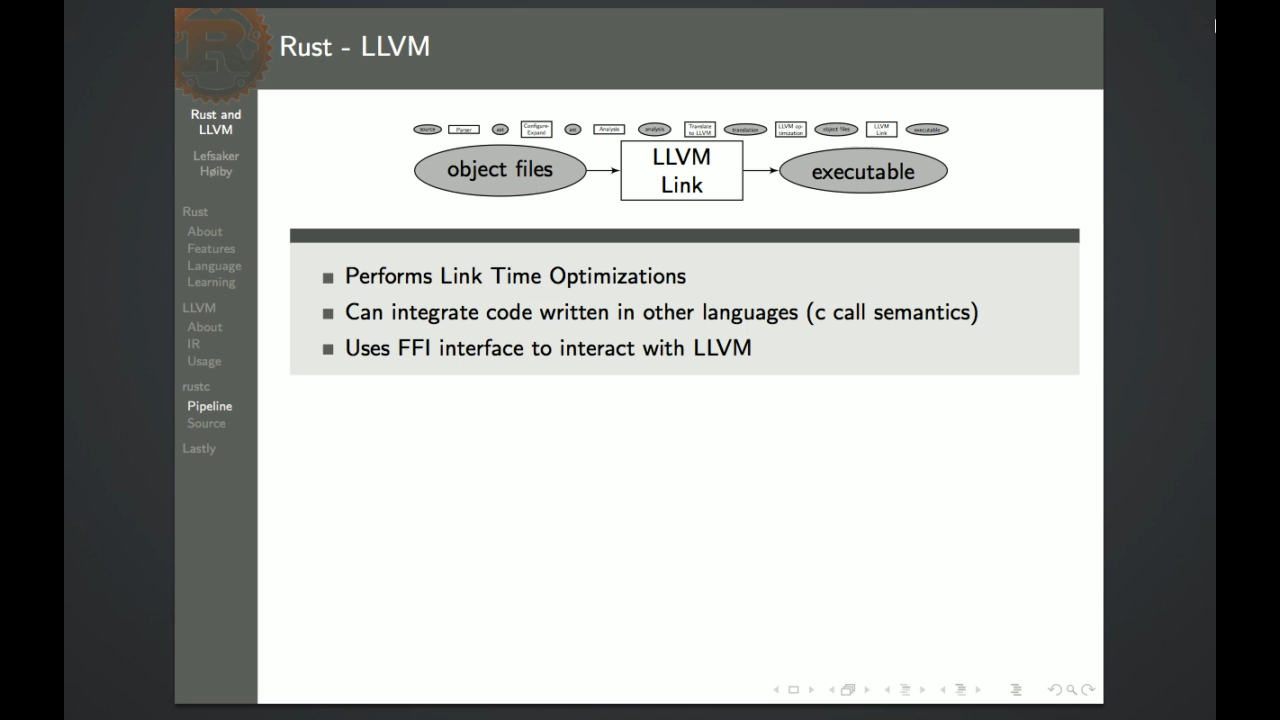 Rust - LLVM
Rust and
LLVM
Lefsaker
Høiby
Rust
About
Features
Language
Learning
LLVM
About
IR
Usage
rustc
Pipeline
Source
Lastly
source
Parser
ast
Configure-
Expand
ast
Analysis
analysis
Translate
to LLVM
translation
LLVM op-
timization
object files
LLVM
Link
executable
object files
LLVM
Link
executable
Performs Link Time Optimizations
Can integrate code written in other languages (c call semantics)
Uses FFI interface to interact with LLVM